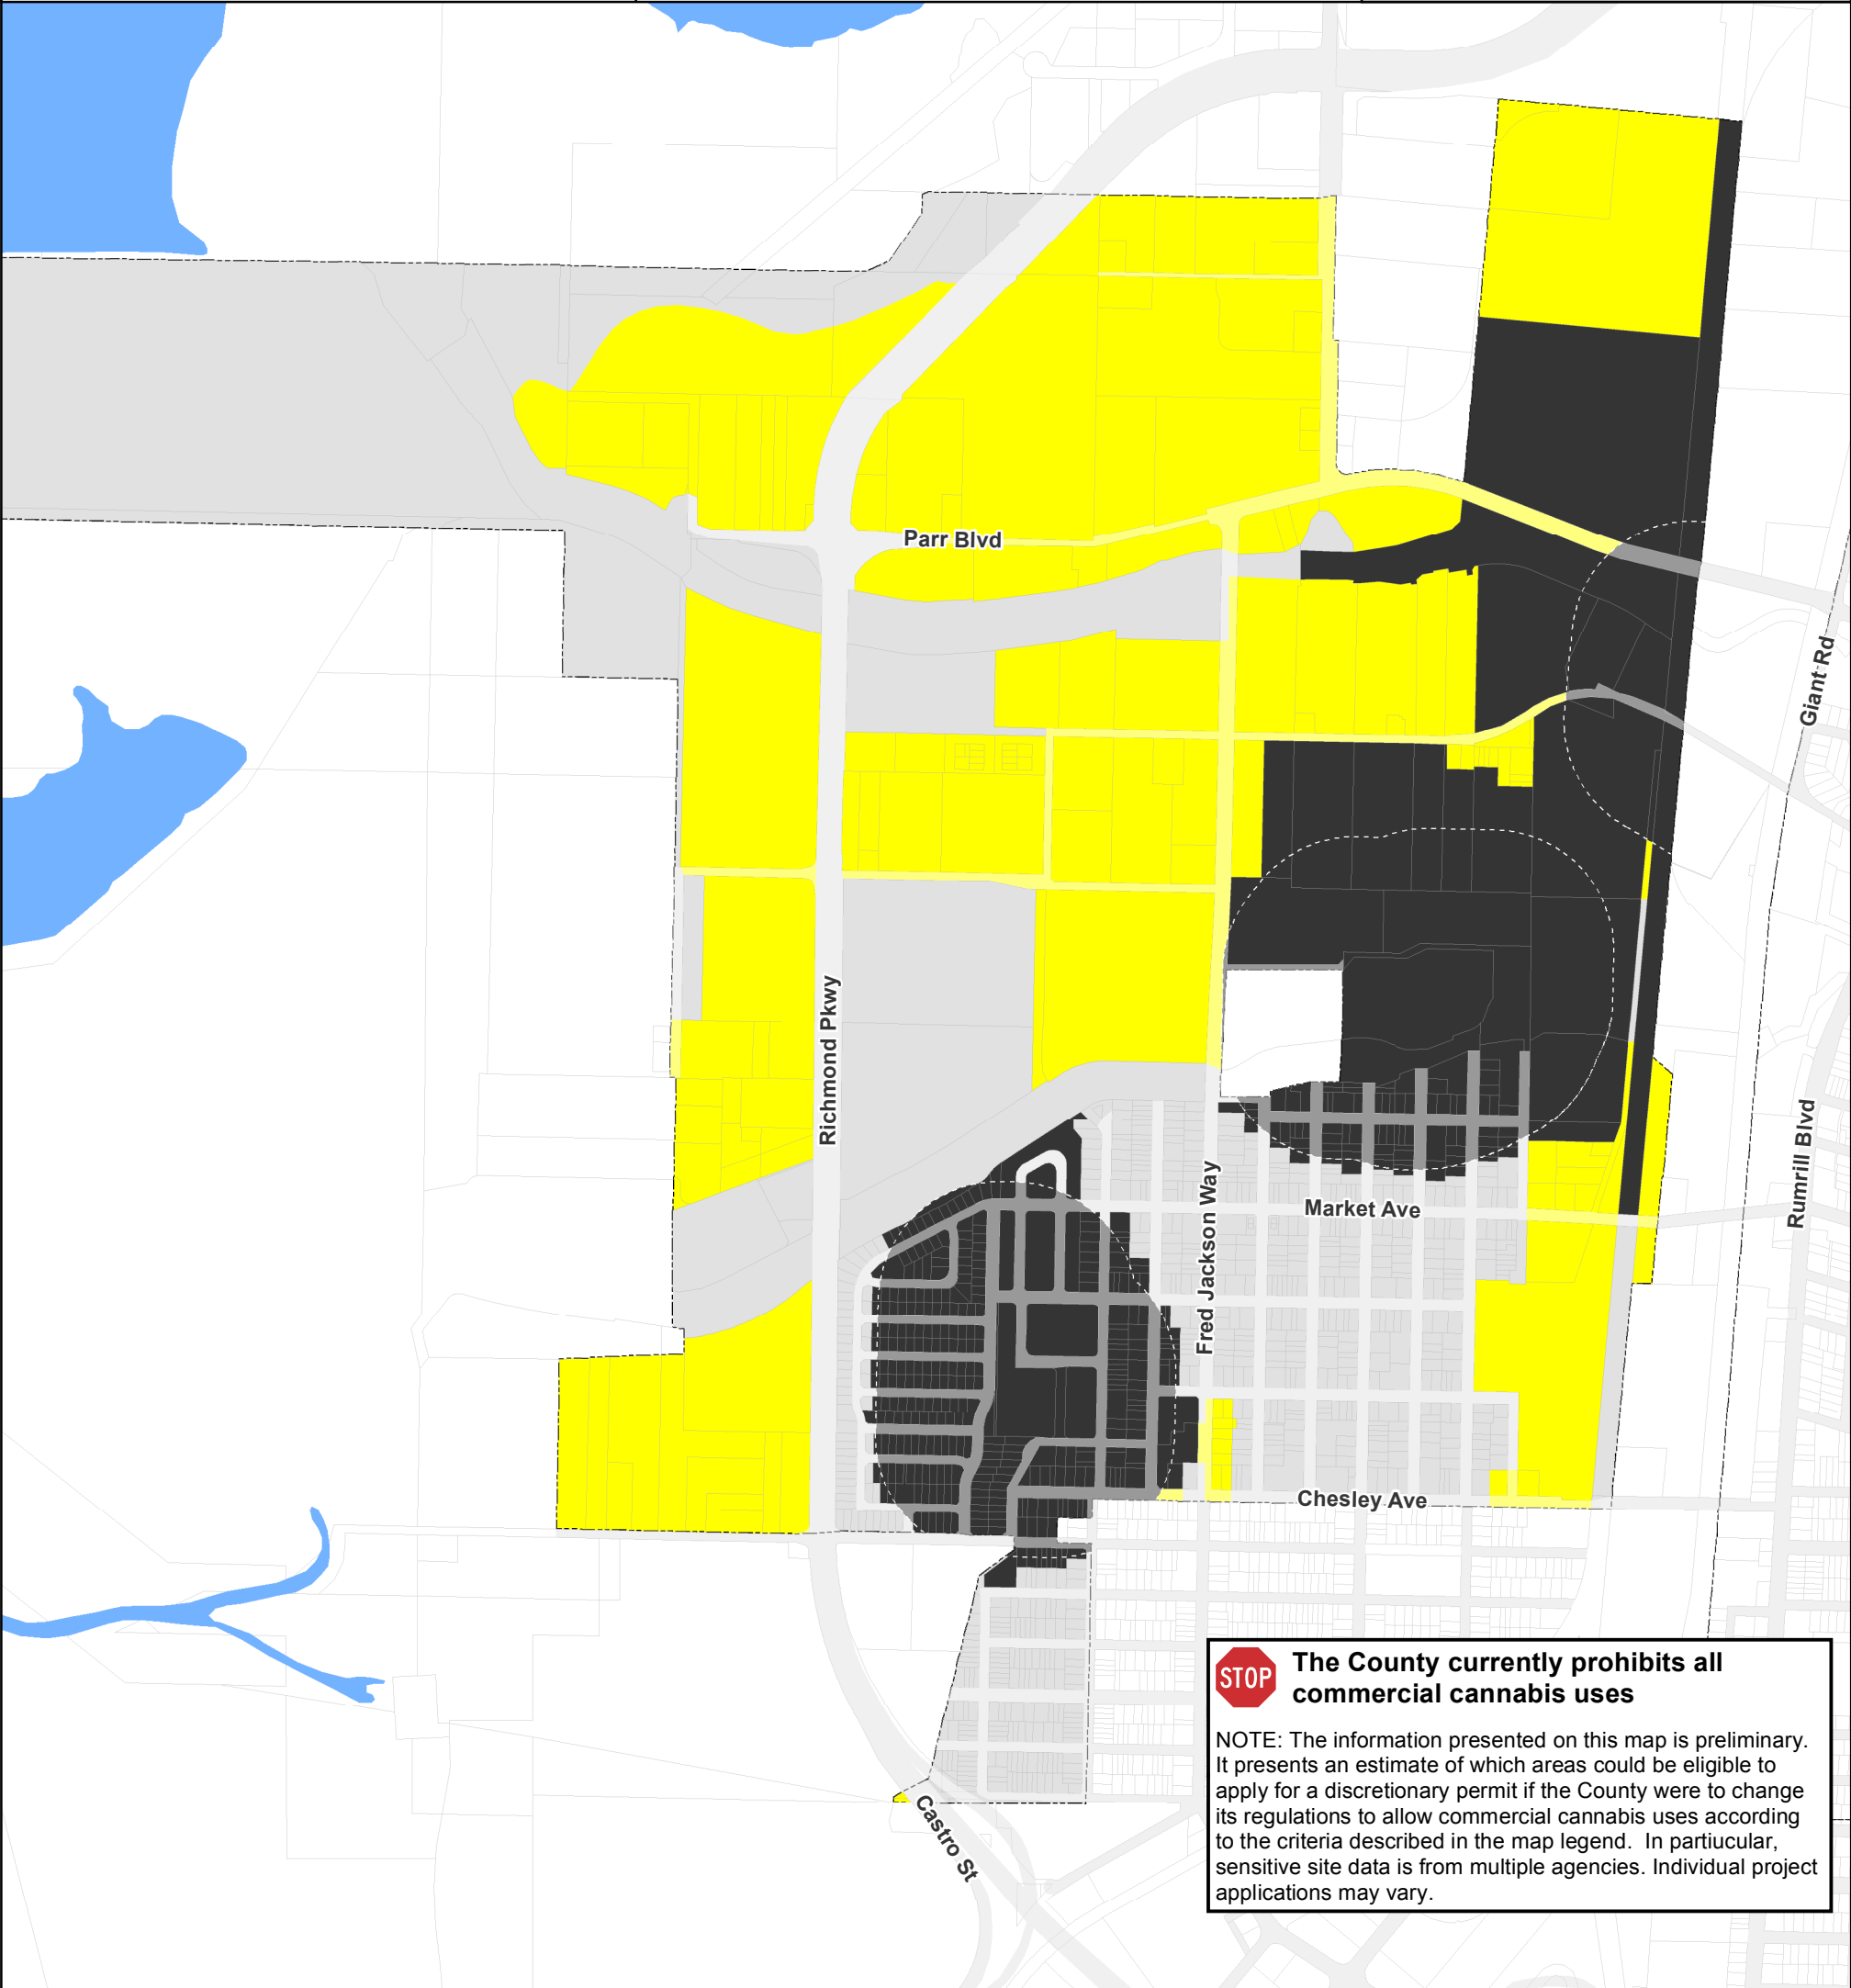 Parr Blvd
Giant Rd
Richmond Pkwy
Rumrill Blvd
Fred Jackson Way
Market Ave
Chesley Ave
Castro St
STOP
The County currently prohibits all
commercial cannabis uses
NOTE: The information presented on this map is preliminary.
It presents an estimate of which areas could be eligible to
apply for a discretionary permit if the County were to change
its regulations to allow commercial cannabis uses according
to the criteria described in the map legend.  In partiucular,
sensitive site data is from multiple agencies. Individual project
applications may vary.